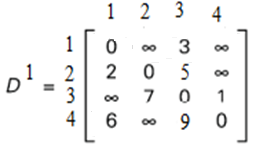 1 2 3 4
1 0 ∞ 3 ∞
D¹ = 2 2 0 5 ∞
3 ∞ 7 0 1
4 6 ∞ 9 0